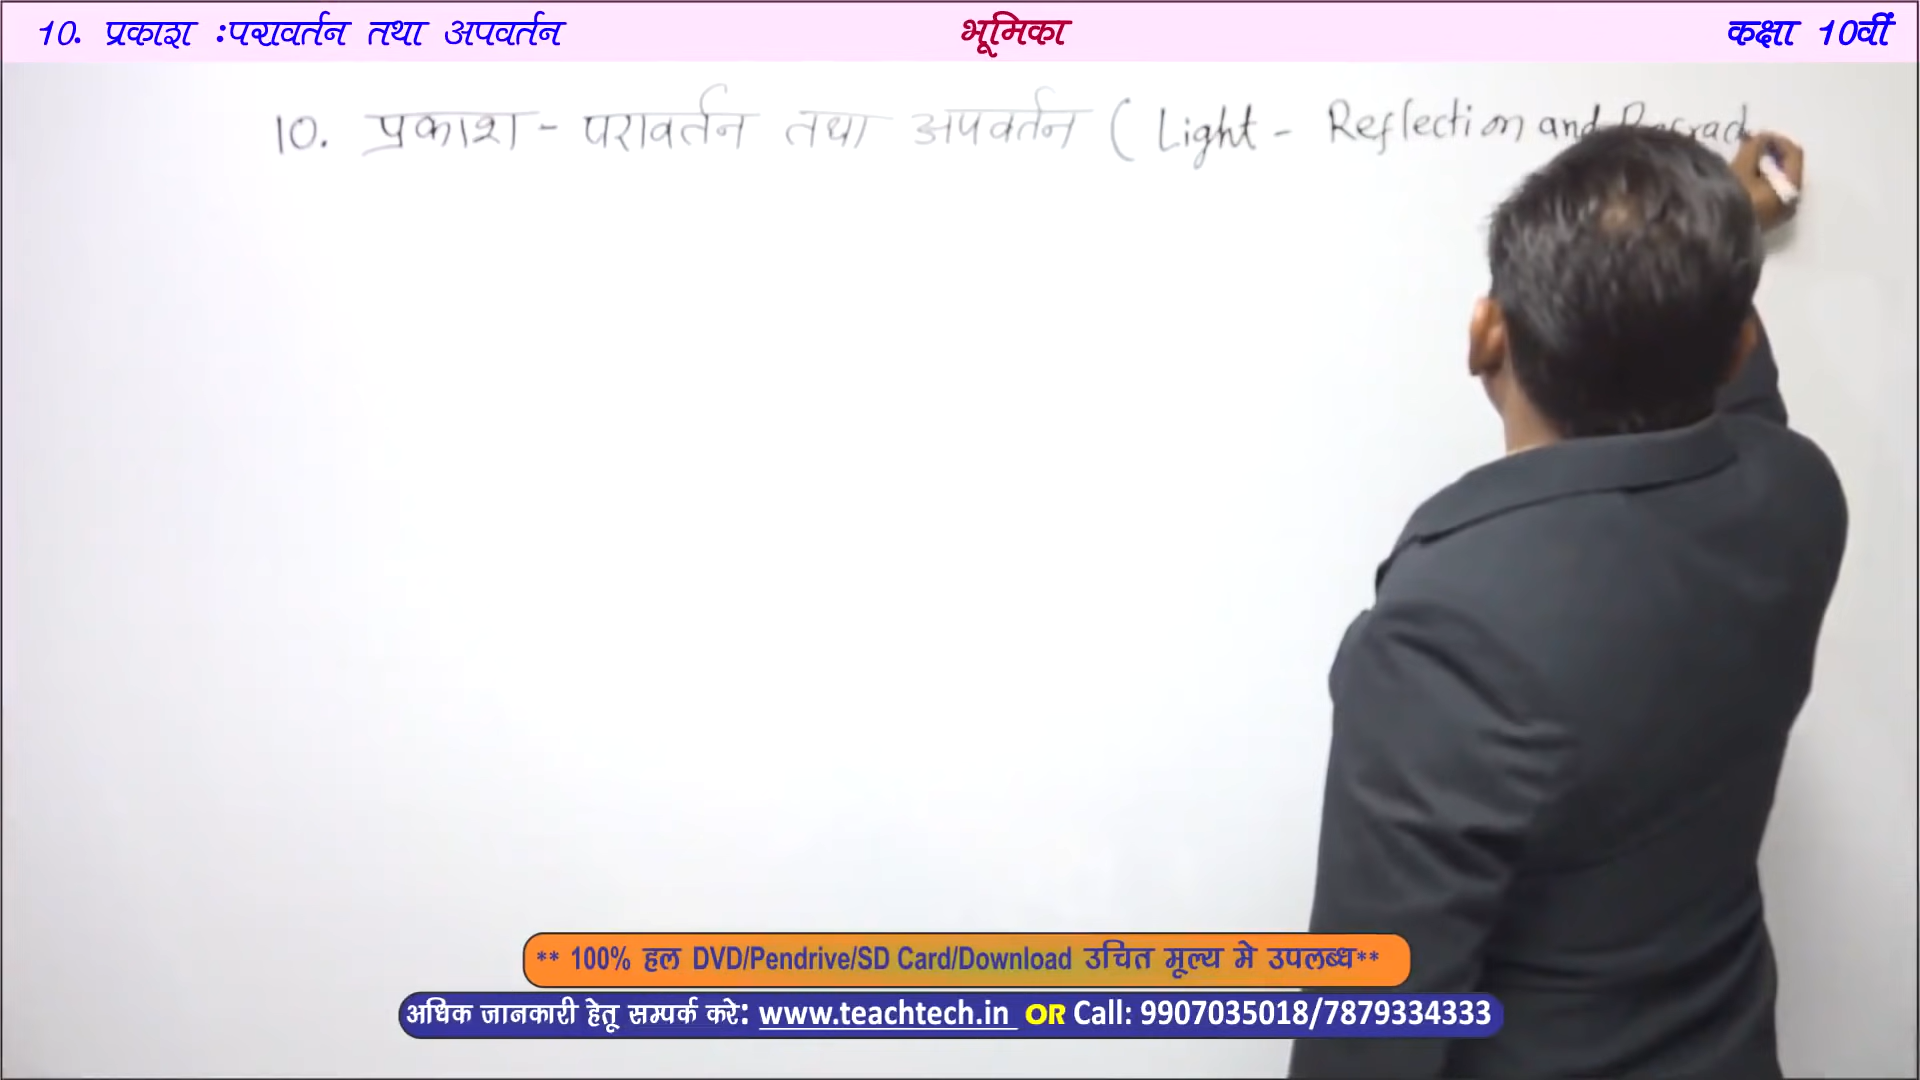 10. प्रकाश :परावर्तन तथा अपवर्तन
भूमिका
कक्षा 10वीं
10. प्रकाश - परावर्तन तथा अपवर्तन ( Light - Reflection and
** 100% हल DVD/Pendrive/SD Card/Download उचित मूल्य मे उपलब्ध**
अधिक जानकारी हेतू सम्पर्क करे: www.teachtech.in OR Call: 9907035018/7879334333